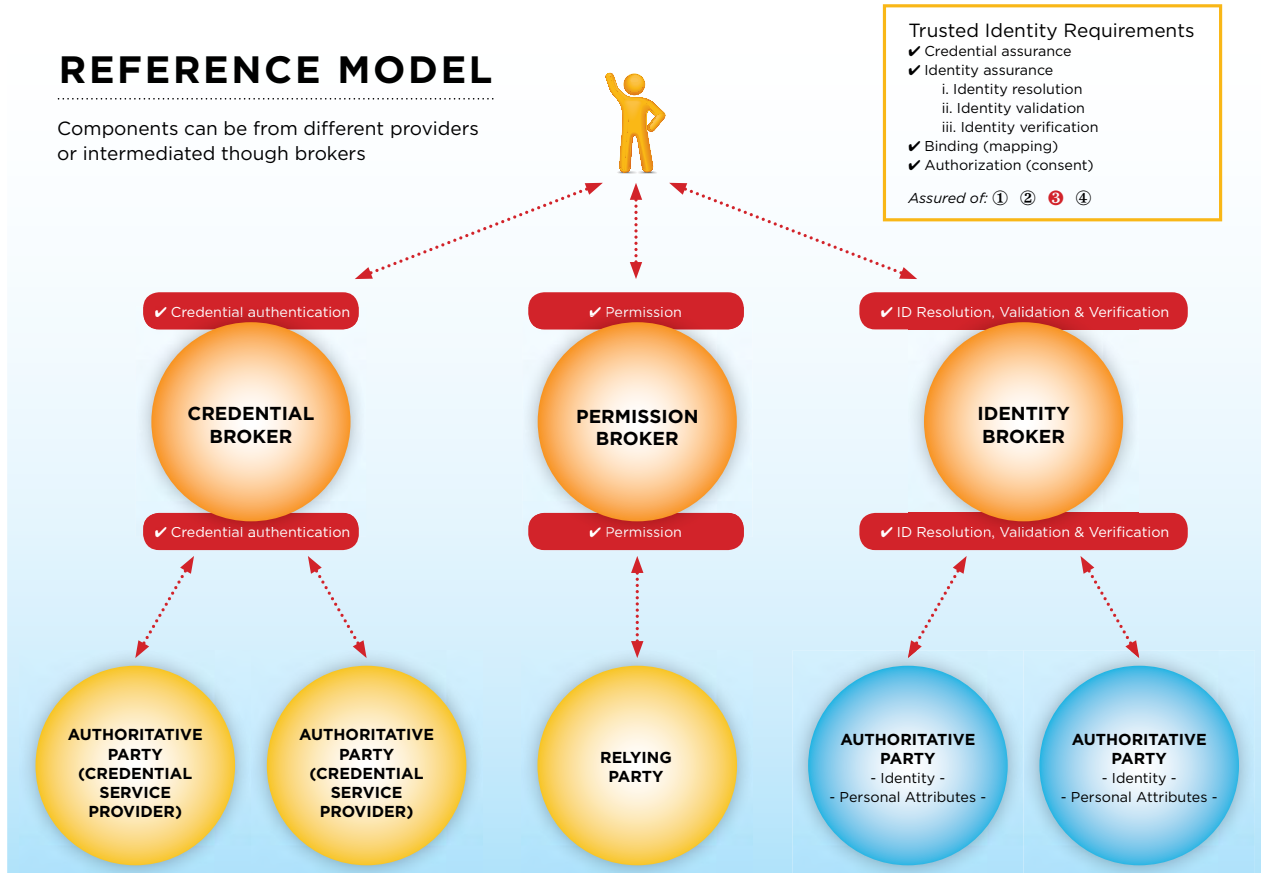 REFERENCE MODEL
Components can be from different providers
or intermediated though brokers
Trusted Identity Requirements
✔ Credential assurance
✔ Identity assurance
i. Identity resolution
ii. Identity validation
iii. Identity verification
✔ Binding (mapping)
✔ Authorization (consent)
Assured of: ① ② ❸ ④
✔ Credential authentication
✔ Permission
✔ ID Resolution, Validation & Verification
CREDENTIAL
BROKER
PERMISSION
BROKER
IDENTITY
BROKER
✔ Credential authentication
✔ Permission
✔ ID Resolution, Validation & Verification
AUTHORITATIVE
PARTY
(CREDENTIAL
SERVICE
PROVIDER)
AUTHORITATIVE
PARTY
(CREDENTIAL
SERVICE
PROVIDER)
RELYING
PARTY
AUTHORITATIVE
PARTY
- Identity -
- Personal Attributes -
AUTHORITATIVE
PARTY
- Identity -
- Personal Attributes -